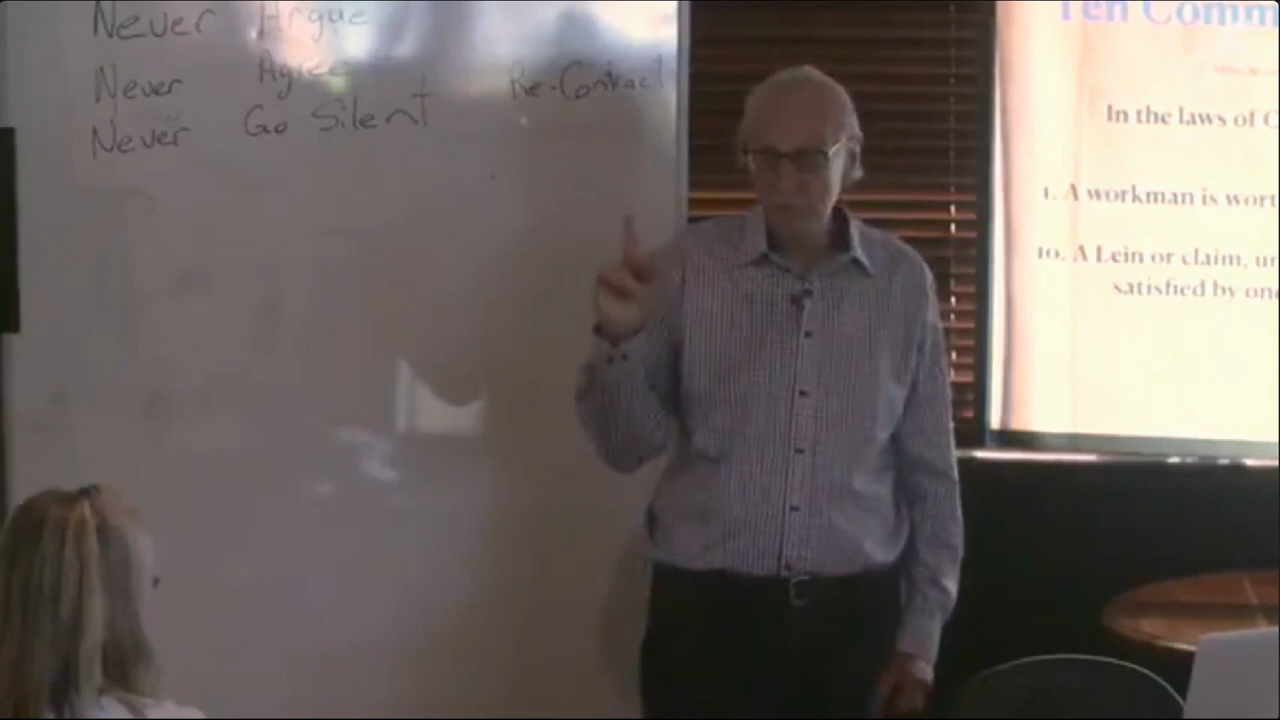 Never Argue
Never Agree Re-Contract
Never Go Silent
Ten Comm
In the laws of C
1. A workman is wort
10. A Lein or claim, un
satisfied by one